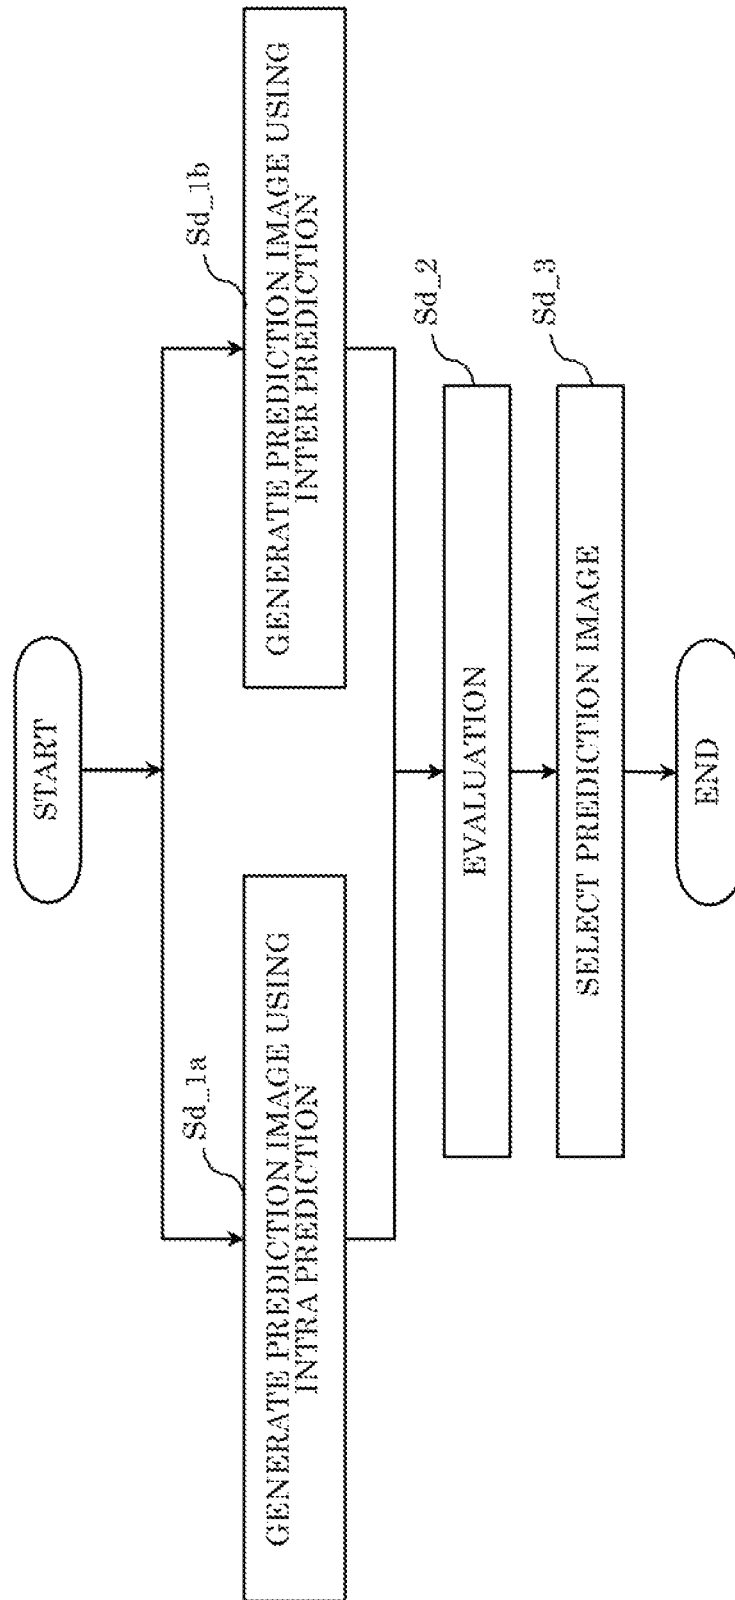 START
Sd_1a
GENERATE PREDICTION IMAGE USING
INTRA PREDICTION
Sd_1b
GENERATE PREDICTION IMAGE USING
INTER PREDICTION
Sd_2
EVALUATION
Sd_3
SELECT PREDICTION IMAGE
END